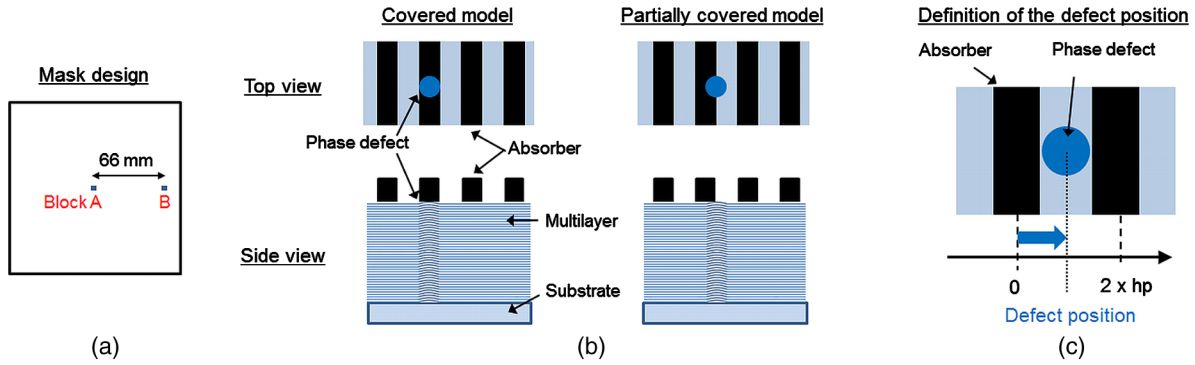 Mask design
66 mm
Block A
B
(a)
Covered model
Partially covered model
Top view
Phase defect
Absorber
Multilayer
Side view
Substrate
(b)
Definition of the defect position
Absorber
Phase defect
0
2 x hp
Defect position
(c)